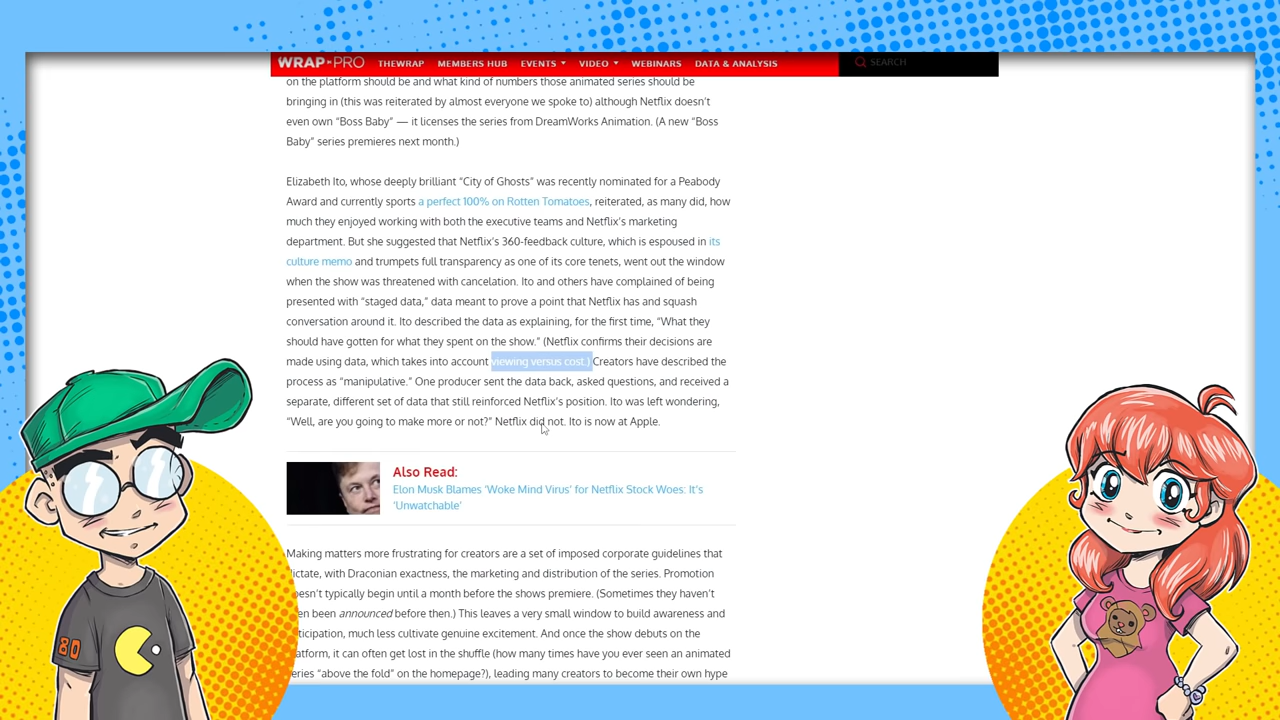 WRAP PRO THEWRAP MEMBERS HUB EVENTS VIDEO WEBINARS DATA & ANALYSIS SEARCH
on the platform should be and what kind of numbers those animated series should be
bringing in (this was reiterated by almost everyone we spoke to) although Netflix doesn’t
even own “Boss Baby” — it licenses the series from DreamWorks Animation. (A new “Boss
Baby” series premieres next month.)
Elizabeth Ito, whose deeply brilliant “City of Ghosts” was recently nominated for a Peabody
Award and currently sports a perfect 100% on Rotten Tomatoes, reiterated, as many did, how
much they enjoyed working with both the executive teams and Netflix’s marketing
department. But she suggested that Netflix’s 360-feedback culture, which is espoused in its
culture memo and trumpets full transparency as one of its core tenets, went out the window
when the show was threatened with cancelation. Ito and others have complained of being
presented with “staged data,” data meant to prove a point that Netflix has and squash
conversation around it. Ito described the data as explaining, for the first time, “What they
should have gotten for what they spent on the show.” (Netflix confirms their decisions are
made using data, which takes into account viewing versus cost.) Creators have described the
process as “manipulative.” One producer sent the data back, asked questions, and received a
separate, different set of data that still reinforced Netflix’s position. Ito was left wondering,
“Well, are you going to make more or not?” Netflix did not. Ito is now at Apple.
Also Read:
Elon Musk Blames ‘Woke Mind Virus’ for Netflix Stock Woes: It’s
‘Unwatchable’
Making matters more frustrating for creators are a set of imposed corporate guidelines that
ictate, with Draconian exactness, the marketing and distribution of the series. Promotion
oesn’t typically begin until a month before the shows premiere. (Sometimes they haven’t
en been announced before then.) This leaves a very small window to build awareness and
ticipation, much less cultivate genuine excitement. And once the show debuts on the
atform, it can often get lost in the shuffle (how many times have you ever seen an animated
eries “above the fold” on the homepage?), leading many creators to become their own hype
80